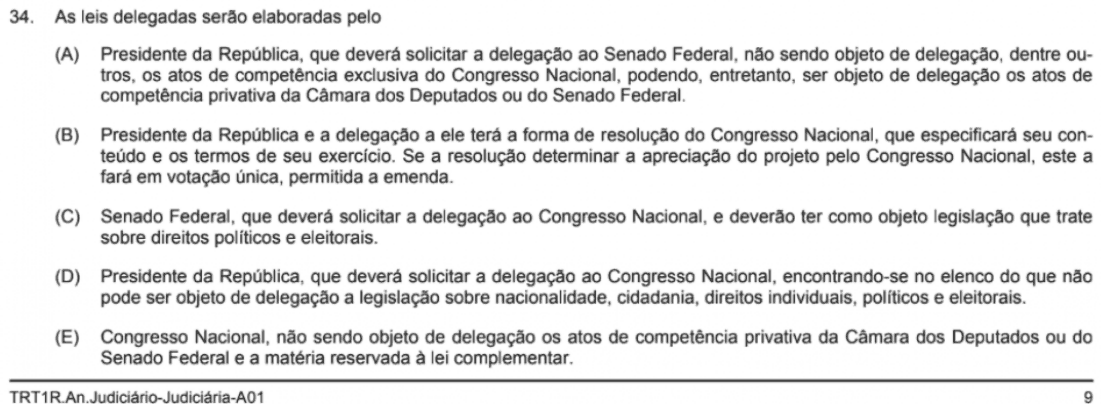 34. As leis delegadas serão elaboradas pelo
(A) Presidente da República, que deverá solicitar a delegação ao Senado Federal, não sendo objeto de delegação, dentre ou-
tros, os atos de competência exclusiva do Congresso Nacional, podendo, entretanto, ser objeto de delegação os atos de
competência privativa da Câmara dos Deputados ou do Senado Federal.
(B) Presidente da República e a delegação a ele terá a forma de resolução do Congresso Nacional, que especificará seu con-
teúdo e os termos de seu exercício. Se a resolução determinar a apreciação do projeto pelo Congresso Nacional, este a
fará em votação única, permitida a emenda.
(C) Senado Federal, que deverá solicitar a delegação ao Congresso Nacional, e deverão ter como objeto legislação que trate
sobre direitos políticos e eleitorais.
(D) Presidente da República, que deverá solicitar a delegação ao Congresso Nacional, encontrando-se no elenco do que não
pode ser objeto de delegação a legislação sobre nacionalidade, cidadania, direitos individuais, políticos e eleitorais.
(E) Congresso Nacional, não sendo objeto de delegação os atos de competência privativa da Câmara dos Deputados ou do
Senado Federal e a matéria reservada à lei complementar.
TRT1R.An.Judiciário-Judiciária-A01 9